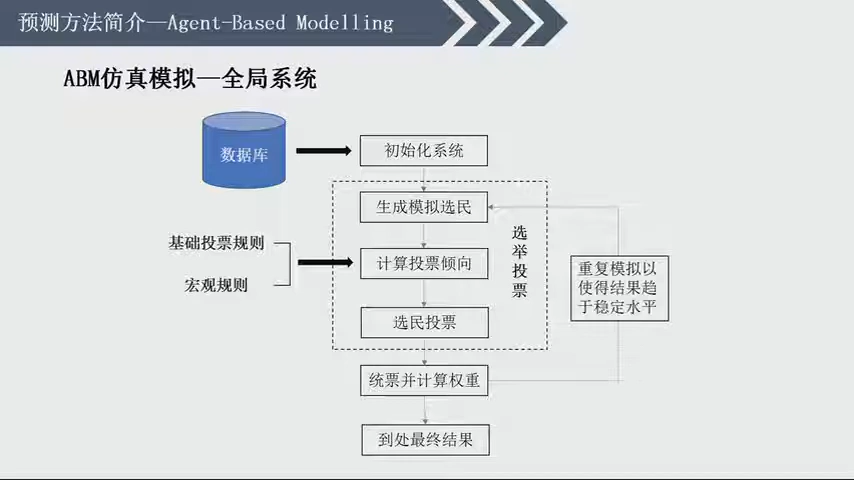 预测方法简介—Agent-Based Modelling
ABM仿真模拟—全局系统
数据库
初始化系统
生成模拟选民
基础投票规则
宏观规则
计算投票倾向
选民投票
选举投票
重复模拟以
使得结果趋
于稳定水平
统票并计算权重
到处最终结果